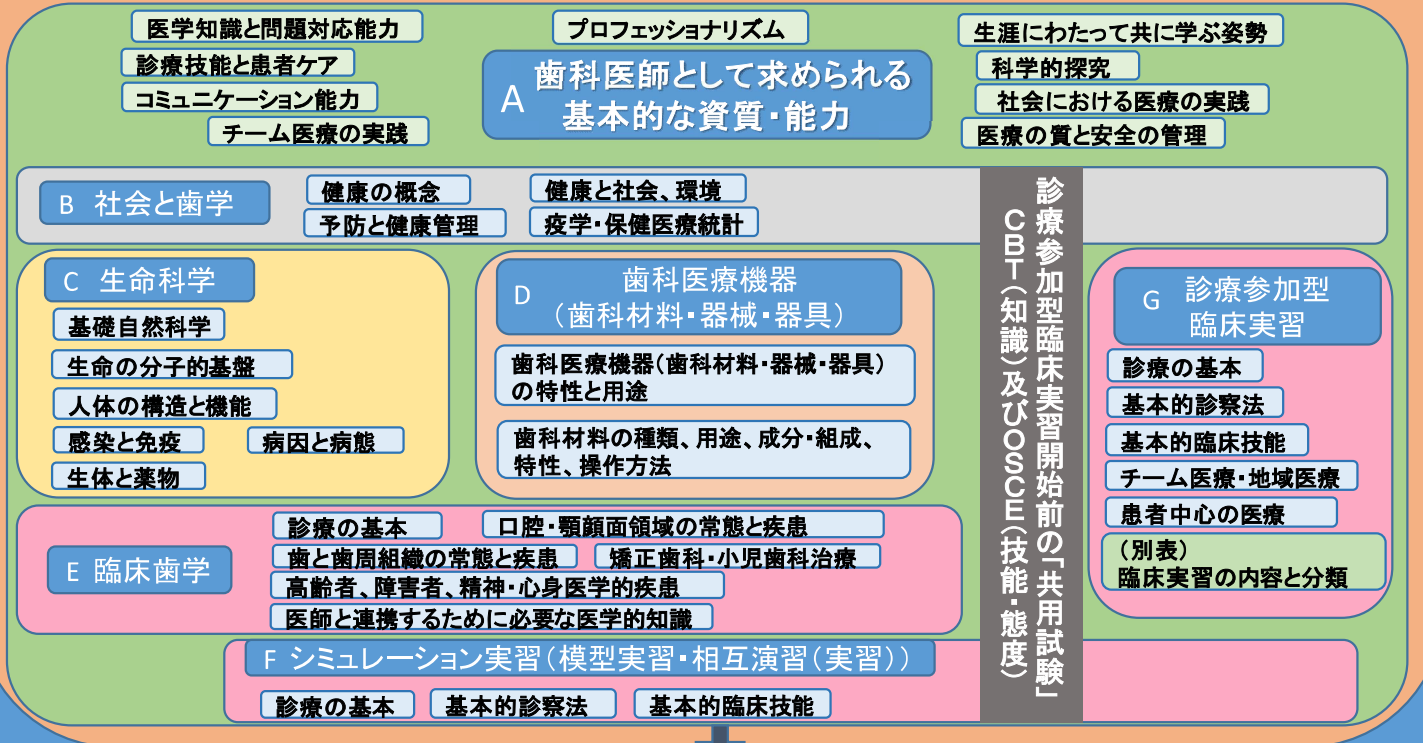 医学知識と問題対応能力
プロフェッショナリズム
生涯にわたって共に学ぶ姿勢
診療技能と患者ケア
科学的探究
コミュニケーション能力
社会における医療の実践
チーム医療の実践
医療の質と安全の管理
A 歯科医師として求められる
基本的な資質・能力
B 社会と歯学
健康の概念
健康と社会、環境
予防と健康管理
疫学・保健医療統計
C 生命科学
基礎自然科学
生命の分子的基盤
人体の構造と機能
感染と免疫
病因と病態
生体と薬物
D 歯科医療機器
（歯科材料・器械・器具）
歯科医療機器（歯科材料・器械・器具）
の特性と用途
歯科材料の種類、用途、成分・組成、
特性、操作方法
E 臨床歯学
診療の基本
口腔・顎顔面領域の常態と疾患
歯と歯周組織の常態と疾患
矯正歯科・小児歯科治療
高齢者、障害者、精神・心身医学的疾患
医師と連携するために必要な医学的知識
F シミュレーション実習（模型実習・相互演習（実習））
診療の基本
基本的診察法
基本的臨床技能
診療参加型臨床実習開始前の「共用試験」
CBT（知識）及びOSCE（技能・態度）
G 診療参加型
臨床実習
診療の基本
基本的診察法
基本的臨床技能
チーム医療・地域医療
患者中心の医療
（別表）
臨床実習の内容と分類